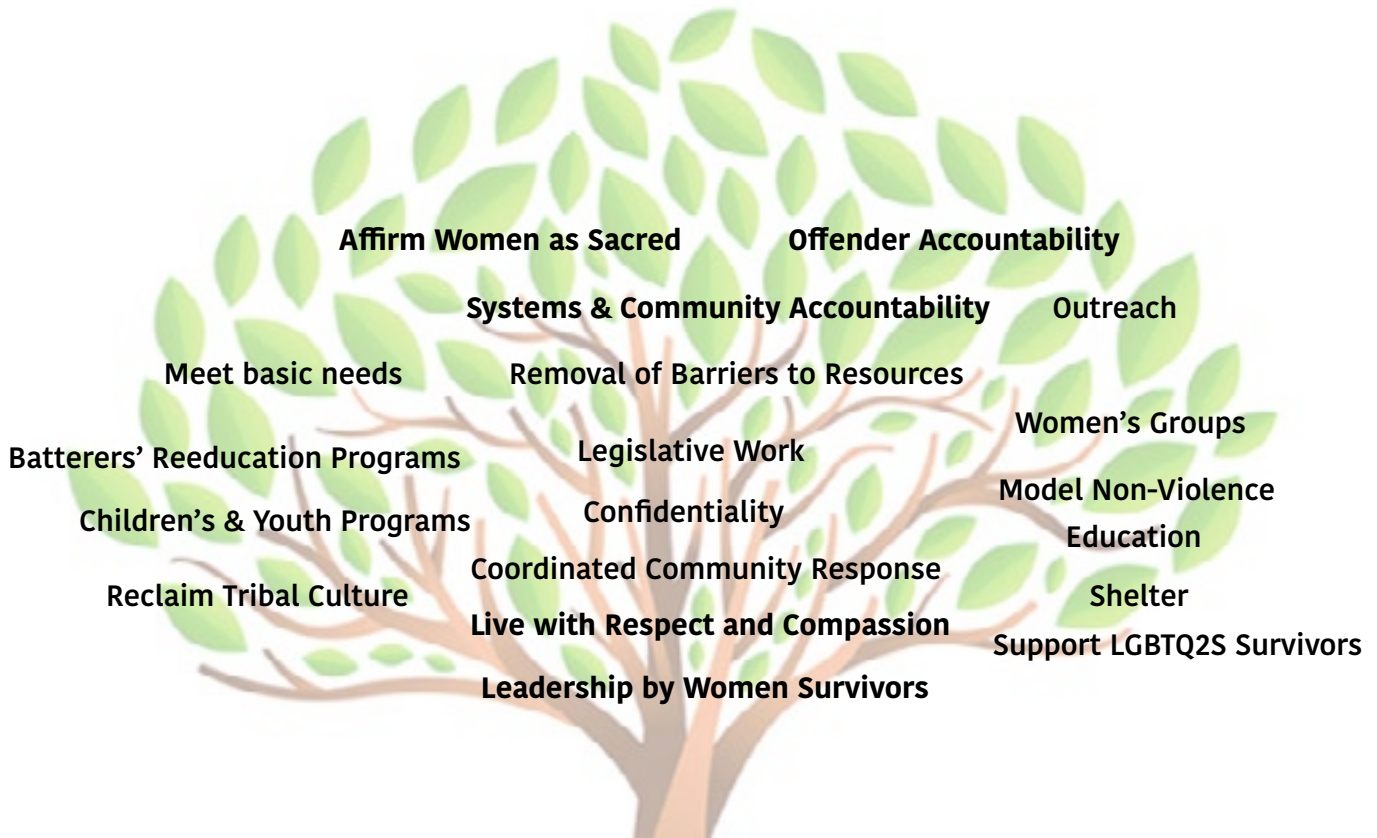 Affirm Women as Sacred
Offender Accountability
Systems & Community Accountability
Outreach
Meet basic needs
Removal of Barriers to Resources
Women’s Groups
Batterers’ Reeducation Programs
Legislative Work
Model Non-Violence
Children’s & Youth Programs
Confidentiality
Education
Coordinated Community Response
Reclaim Tribal Culture
Shelter
Live with Respect and Compassion
Support LGBTQ2S Survivors
Leadership by Women Survivors